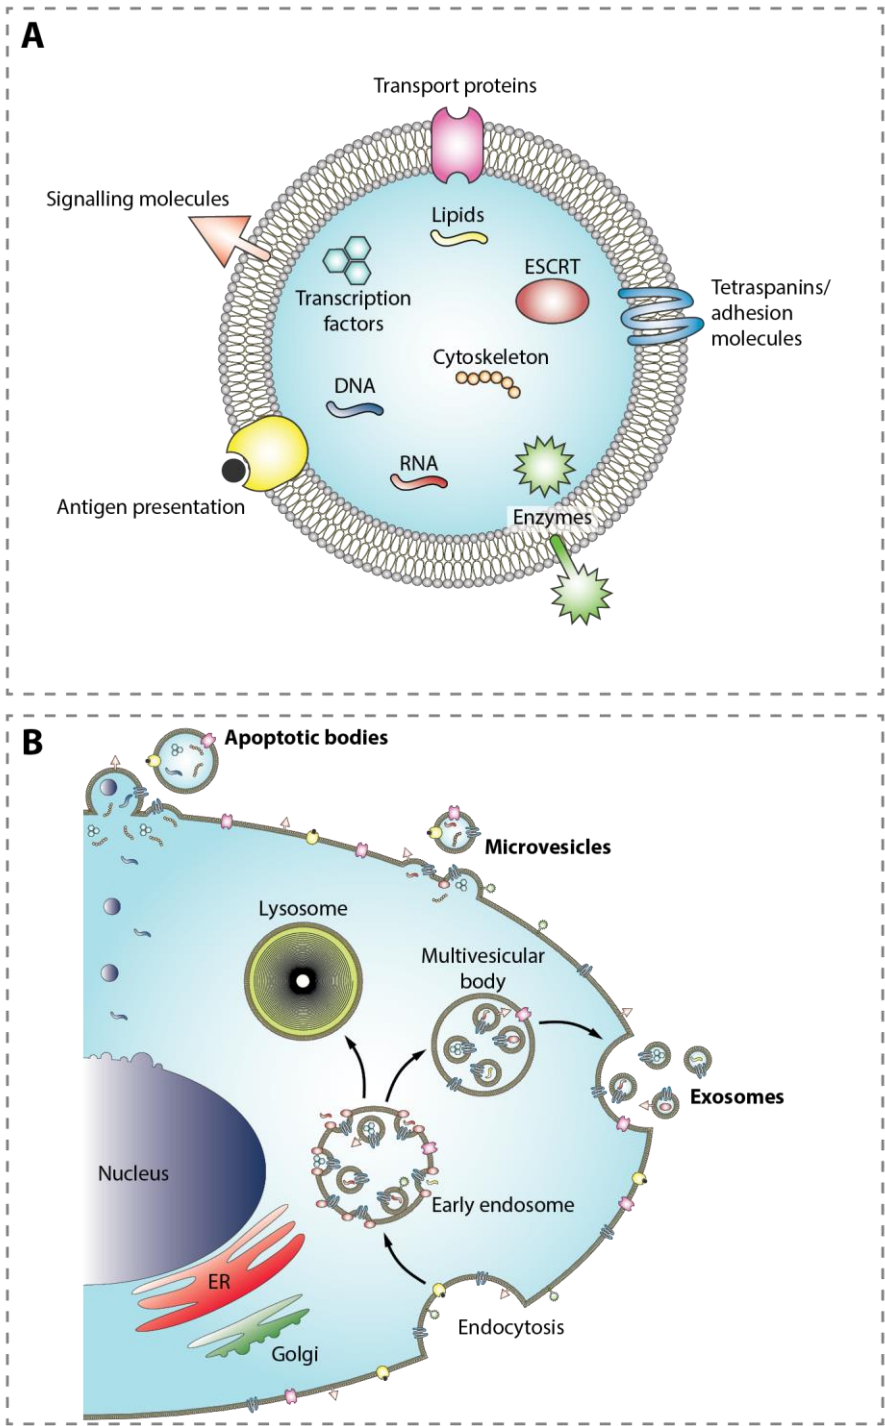 A
Transport proteins
Signalling molecules
Lipids
ESCRT
Transcription
factors
Tetraspanins/
adhesion
molecules
Cytoskeleton
DNA
RNA
Antigen presentation
Enzymes
B
Apoptotic bodies
Microvesicles
Lysosome
Multivesicular
body
Exosomes
Nucleus
Early endosome
ER
Endocytosis
Golgi